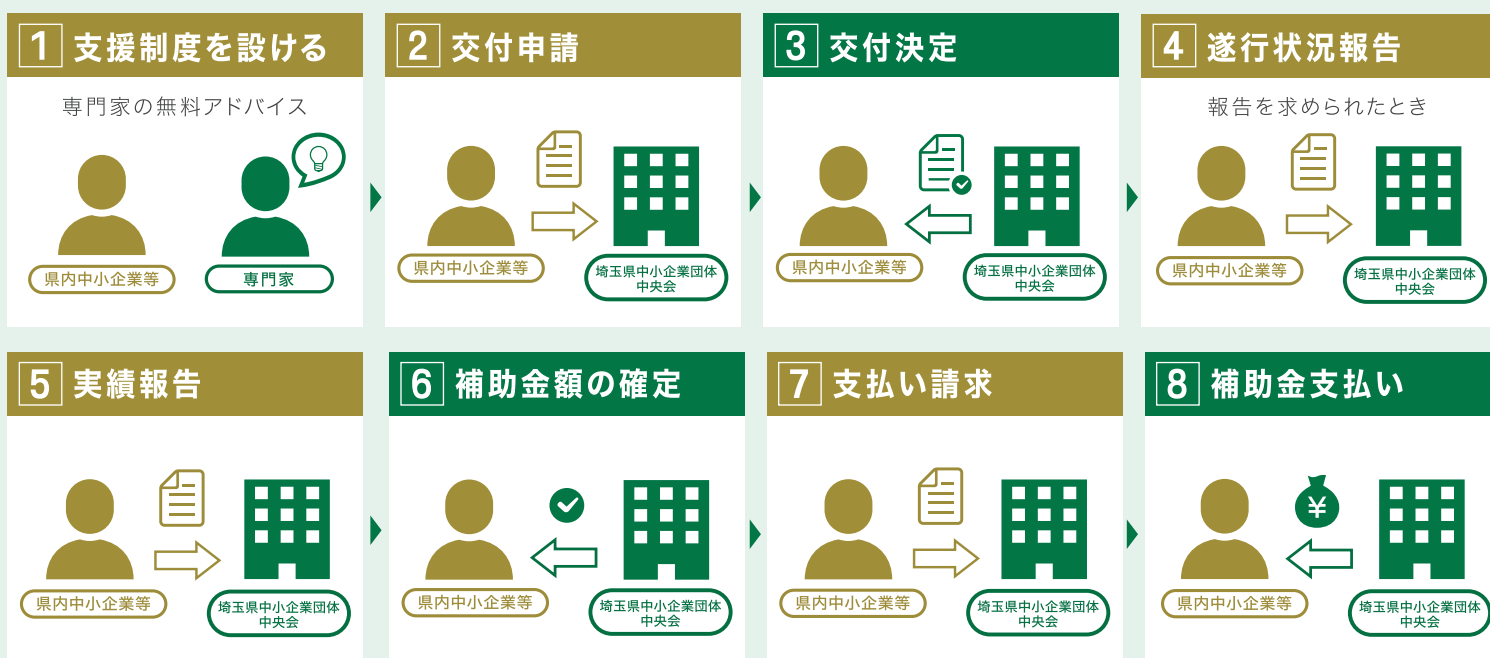 1 支援制度を設ける
専門家の無料アドバイス
県内中小企業等
専門家
2 交付申請
県内中小企業等
埼玉県中小企業団体
中央会
3 交付決定
県内中小企業等
埼玉県中小企業団体
中央会
4 遂行状況報告
報告を求められたとき
県内中小企業等
埼玉県中小企業団体
中央会
5 実績報告
県内中小企業等
埼玉県中小企業団体
中央会
6 補助金額の確定
県内中小企業等
埼玉県中小企業団体
中央会
7 支払い請求
県内中小企業等
埼玉県中小企業団体
中央会
8 補助金支払い
¥
県内中小企業等
埼玉県中小企業団体
中央会